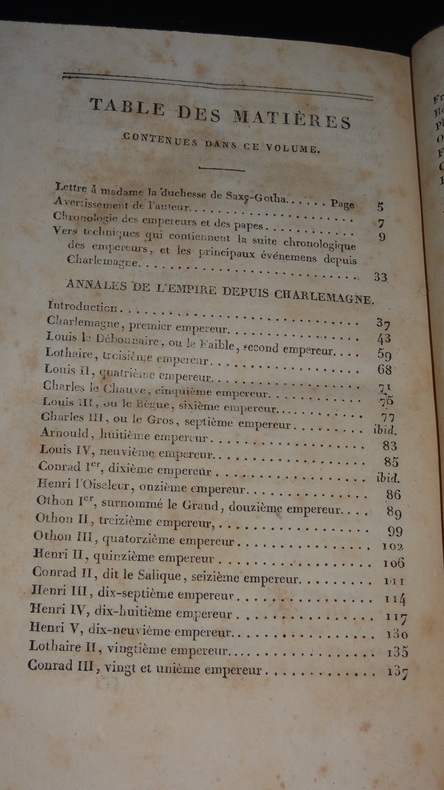 TABLE DES MATIÈRES
CONTENUES DANS CE VOLUME.
Lettre à madame la duchesse de Saxe-Gotha...... Page 5
Avertissement de l'auteur.................... 7
Chronologie des empereurs et des papes.......... 9
Vers techniques qui contiennent la suite chronologique
des empereurs, et les principaux événemens depuis
Charlemagne........................ 33
ANNALES DE L'EMPIRE DEPUIS CHARLEMAGNE.
Introduction........................ 37
Charlemagne, premier empereur............. 43
Louis le Débonnaire, ou le Faible, second empereur.... 59
Lothaire, troisième empereur................ 68
Louis II, quatrième empereur................ 71
Charles le Chauve, cinquième empereur.......... 75
Louis III, ou le Bègue, sixième empereur......... 77
Charles III, ou le Gros, septième empereur........ ibid.
Arnould, huitième empereur................ 83
Louis IV, neuvième empereur............... 85
Conrad Ier, dixième empereur............... ibid.
Henri l'Oiseleur, onzième empereur............ 86
Othon Ier, surnommé le Grand, douzième empereur.... 89
Othon II, treizième empereur, ............... 99
Othon III, quatorzième empereur............. 102
Henri II, quinzième empereur............... 106
Conrad II, dit le Salique, seizième empereur........ 111
Henri III, dix-septième empereur............. 114
Henri IV, dix-huitième empereur............. 117
Henri V, dix-neuvième empereur............. 130
Lothaire II, vingtième empereur.............. 135
Conrad III, vingt et unième empereur........... 137